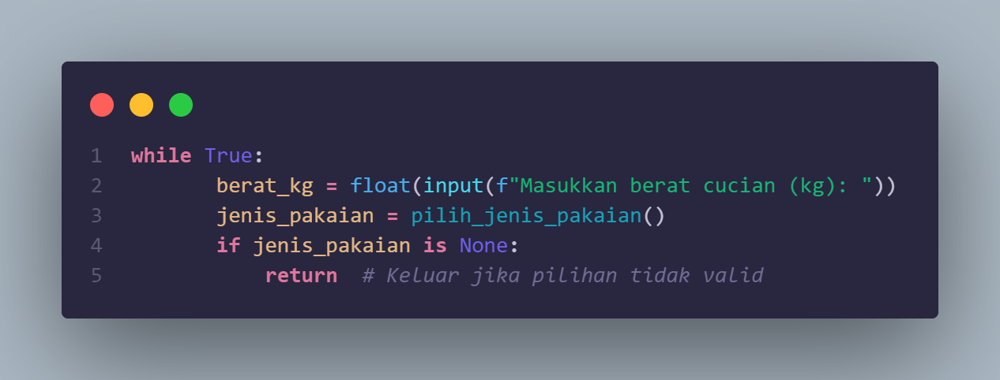 1 while True:
2 berat_kg = float(input(f"Masukkan berat cucian (kg): "))
3 jenis_pakaian = pilih_jenis_pakaian()
4 if jenis_pakaian is None:
5 return # Keluar jika pilihan tidak valid